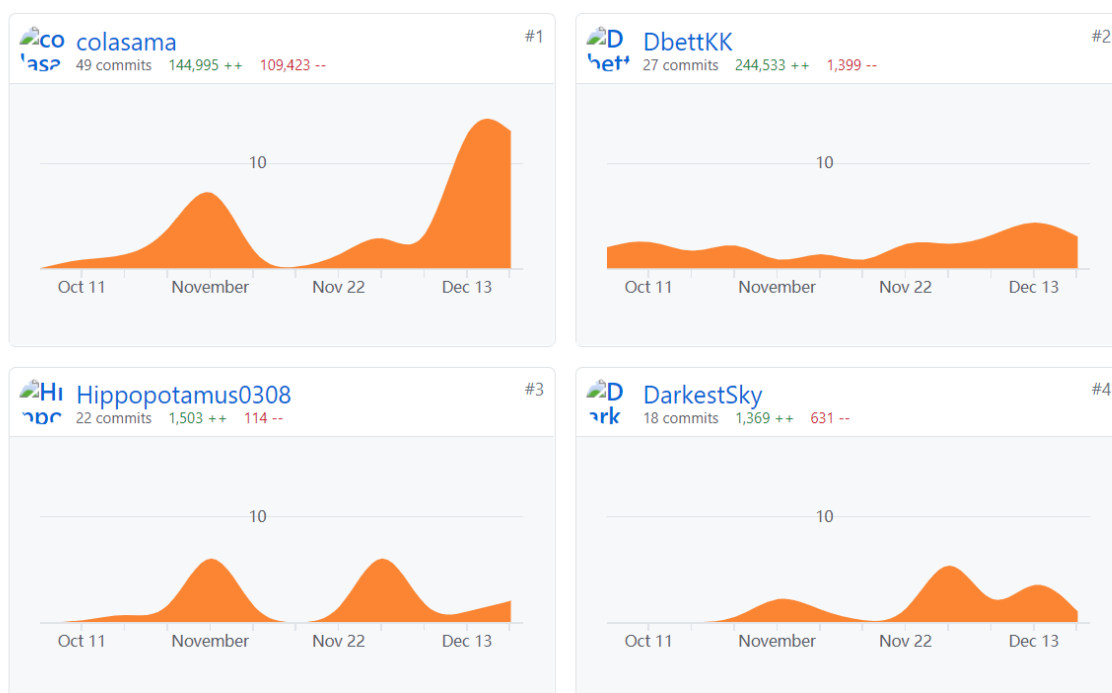 colasama
#1
49 commits 144,995 ++ 109,423 --
10
Oct 11 November Nov 22 Dec 13
DbettKK
#2
27 commits 244,533 ++ 1,399 --
10
Oct 11 November Nov 22 Dec 13
Hippopotamus0308
#3
22 commits 1,503 ++ 114 --
10
Oct 11 November Nov 22 Dec 13
DarkestSky
#4
18 commits 1,369 ++ 631 --
10
Oct 11 November Nov 22 Dec 13